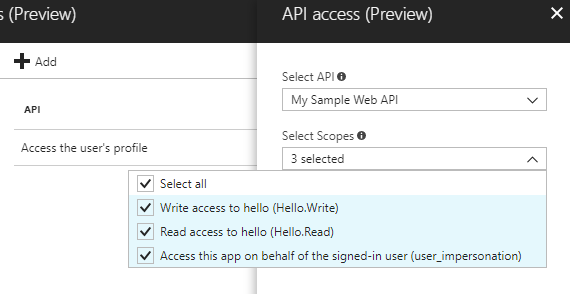 s (Preview)
Add
API
Access the user's profile
API access (Preview)
Select API
My Sample Web API
Select Scopes
3 selected
Select all
Write access to hello (Hello.Write)
Read access to hello (Hello.Read)
Access this app on behalf of the signed-in user (user_impersonation)